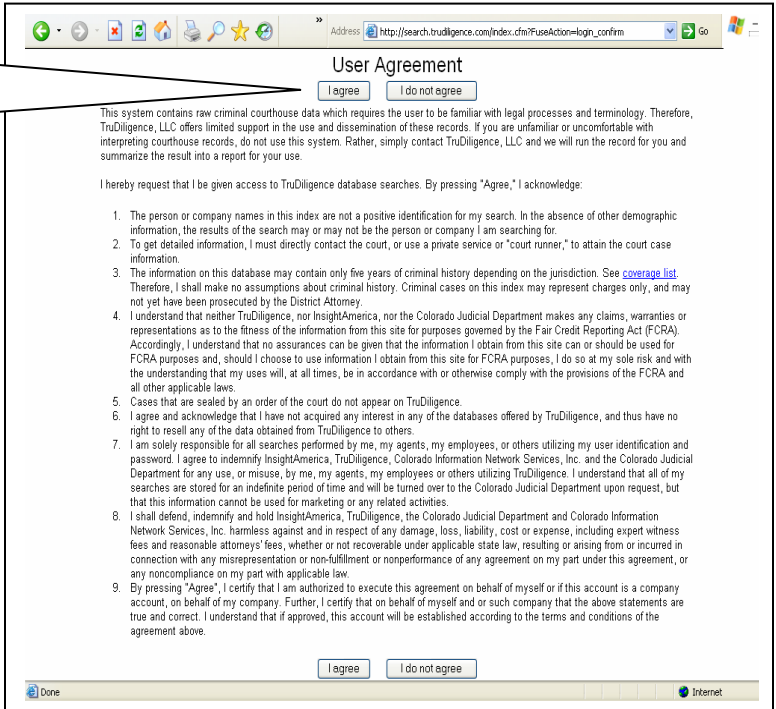 » Address http://search.trudiligence.com/index.cfm?FuseAction=login_confirm Go
User Agreement
I agree I do not agree
This system contains raw criminal courthouse data which requires the user to be familiar with legal processes and terminology. Therefore,
TruDiligence, LLC offers limited support in the use and dissemination of these records. If you are unfamiliar or uncomfortable with
interpreting courthouse records, do not use this system. Rather, simply contact TruDiligence, LLC and we will run the record for you and
summarize the result into a report for your use.
I hereby request that I be given access to TruDiligence database searches. By pressing "Agree," I acknowledge:
1. The person or company names in this index are not a positive identification for my search. In the absence of other demographic
information, the results of the search may or may not be the person or company I am searching for.
2. To get detailed information, I must directly contact the court, or use a private service or "court runner," to attain the court case
information.
3. The information on this database may contain only five years of criminal history depending on the jurisdiction. See coverage list.
Therefore, I shall make no assumptions about criminal history. Criminal cases on this index may represent charges only, and may
not yet have been prosecuted by the District Attorney.
4. I understand that neither TruDiligence, nor InsightAmerica, nor the Colorado Judicial Department makes any claims, warranties or
representations as to the fitness of the information from this site for purposes governed by the Fair Credit Reporting Act (FCRA).
Accordingly, I understand that no assurances can be given that the information I obtain from this site can or should be used for
FCRA purposes and, should I choose to use information I obtain from this site for FCRA purposes, I do so at my sole risk and with
the understanding that my uses will, at all times, be in accordance with or otherwise comply with the provisions of the FCRA and
all other applicable laws.
5. Cases that are sealed by an order of the court do not appear on TruDiligence.
6. I agree and acknowledge that I have not acquired any interest in any of the databases offered by TruDiligence, and thus have no
right to resell any of the data obtained from TruDiligence to others.
7. I am solely responsible for all searches performed by me, my agents, my employees, or others utilizing my user identification and
password. I agree to indemnify InsightAmerica, TruDiligence, Colorado Information Network Services, Inc. and the Colorado Judicial
Department for any use, or misuse, by me, my agents, my employees or others utilizing TruDiligence. I understand that all of my
searches are stored for an indefinite period of time and will be turned over to the Colorado Judicial Department upon request, but
that this information cannot be used for marketing or any related activities.
8. I shall defend, indemnify and hold InsightAmerica, TruDiligence, the Colorado Judicial Department and Colorado Information
Network Services, Inc. harmless against and in respect of any damage, loss, liability, cost or expense, including expert witness
fees and reasonable attorneys' fees, whether or not recoverable under applicable state law, resulting or arising from or incurred in
connection with any misrepresentation or non-fulfillment or nonperformance of any agreement on my part under this agreement, or
any noncompliance on my part with applicable law.
9. By pressing "Agree", I certify that I am authorized to execute this agreement on behalf of myself or if this account is a company
account, on behalf of my company. Further, I certify that on behalf of myself and or such company that the above statements are
true and correct. I understand that if approved, this account will be established according to the terms and conditions of the
agreement above.
I agree I do not agree
Done Internet